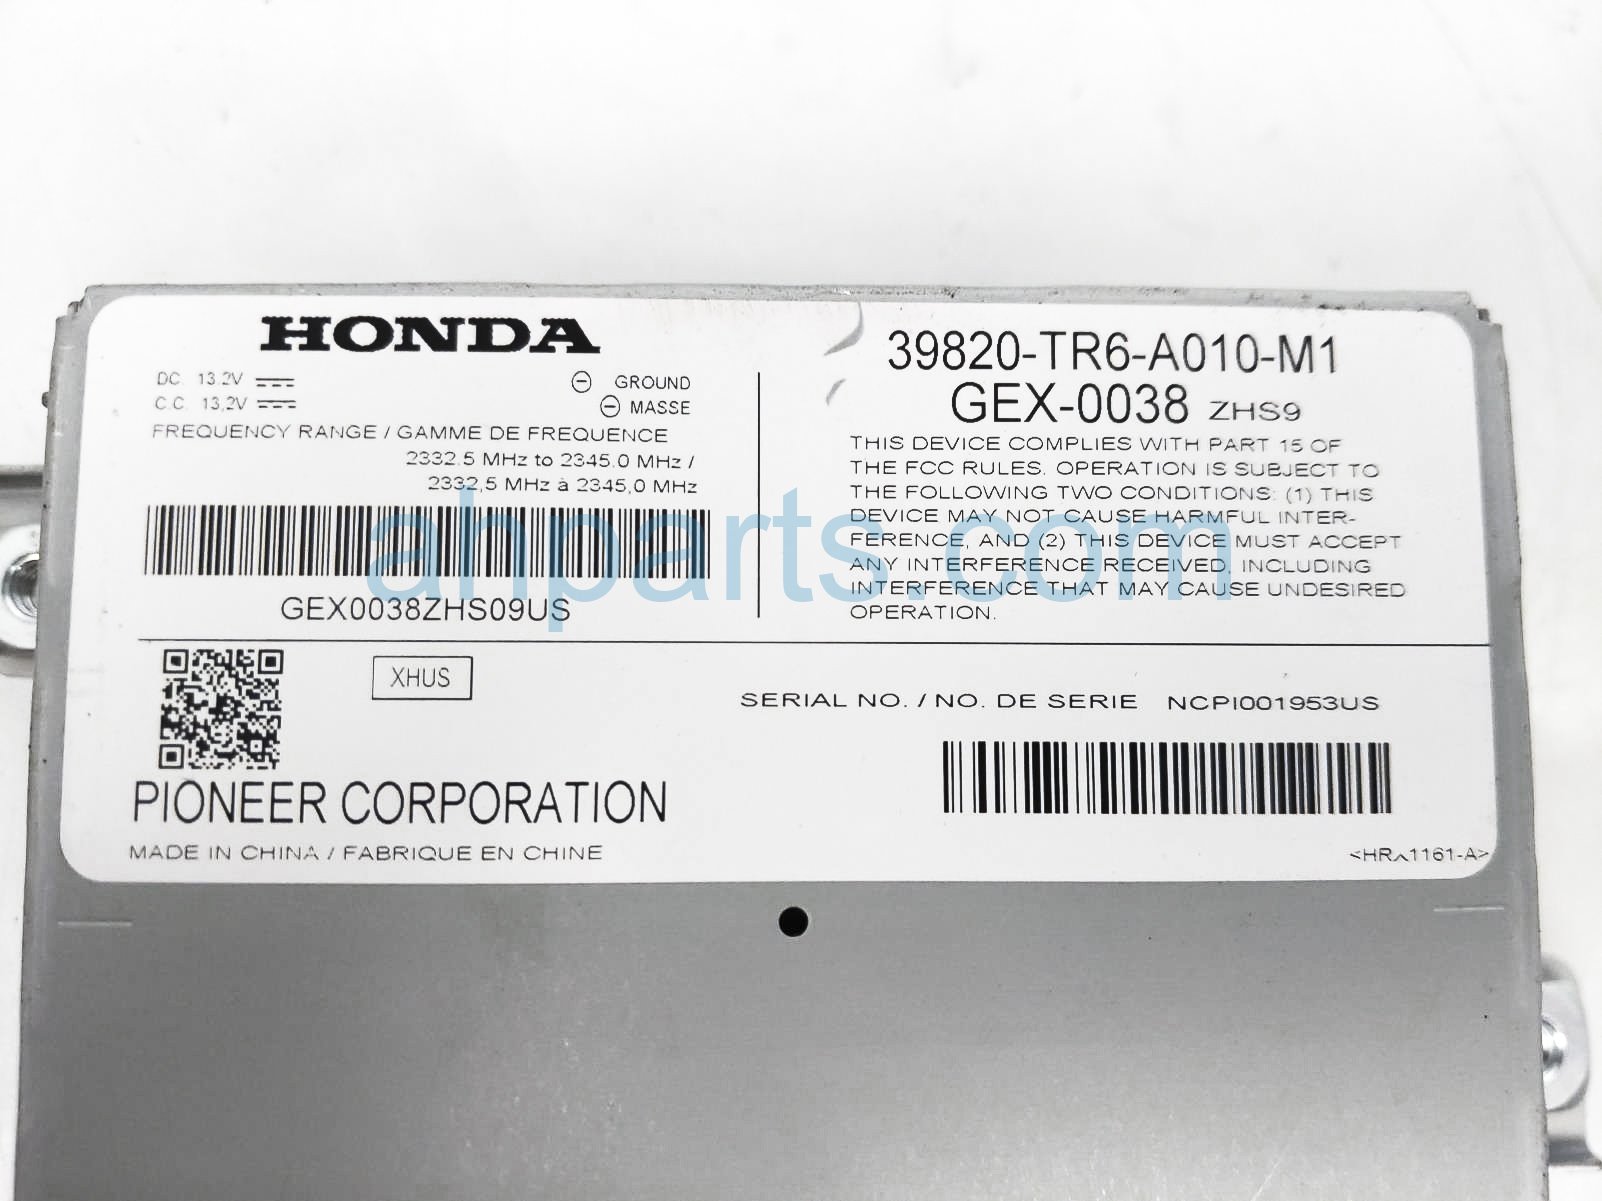 HONDA
DC. 13.2V
C.C. 13,2V
GROUND
MASSE
FREQUENCY RANGE / GAMME DE FREQUENCE
2332.5 MHz to 2345.0 MHz /
2332,5 MHz à 2345,0 MHz
GEX0038ZHS09US
39820-TR6-A010-M1
GEX-0038 ZHS9
THIS DEVICE COMPLIES WITH PART 15 OF
THE FCC RULES. OPERATION IS SUBJECT TO
THE FOLLOWING TWO CONDITIONS: (1) THIS
DEVICE MAY NOT CAUSE HARMFUL INTER-
FERENCE, AND (2) THIS DEVICE MUST ACCEPT
ANY INTERFERENCE RECEIVED, INCLUDING
INTERFERENCE THAT MAY CAUSE UNDESIRED
OPERATION.
ahparts.com
XHUS
SERIAL NO. / NO. DE SERIE NCPI001953US
PIONEER CORPORATION
MADE IN CHINA / FABRIQUE EN CHINE